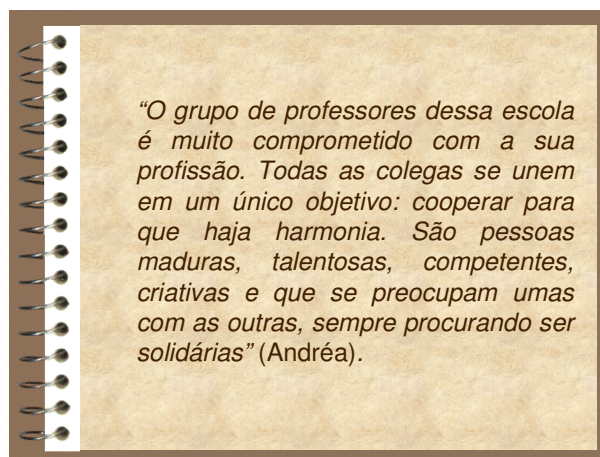 “O grupo de professores dessa escola
é muito comprometido com a sua
profissão. Todas as colegas se unem
em um único objetivo: cooperar para
que haja harmonia. São pessoas
maduras, talentosas, competentes,
criativas e que se preocupam umas
com as outras, sempre procurando ser
solidárias” (Andréa).